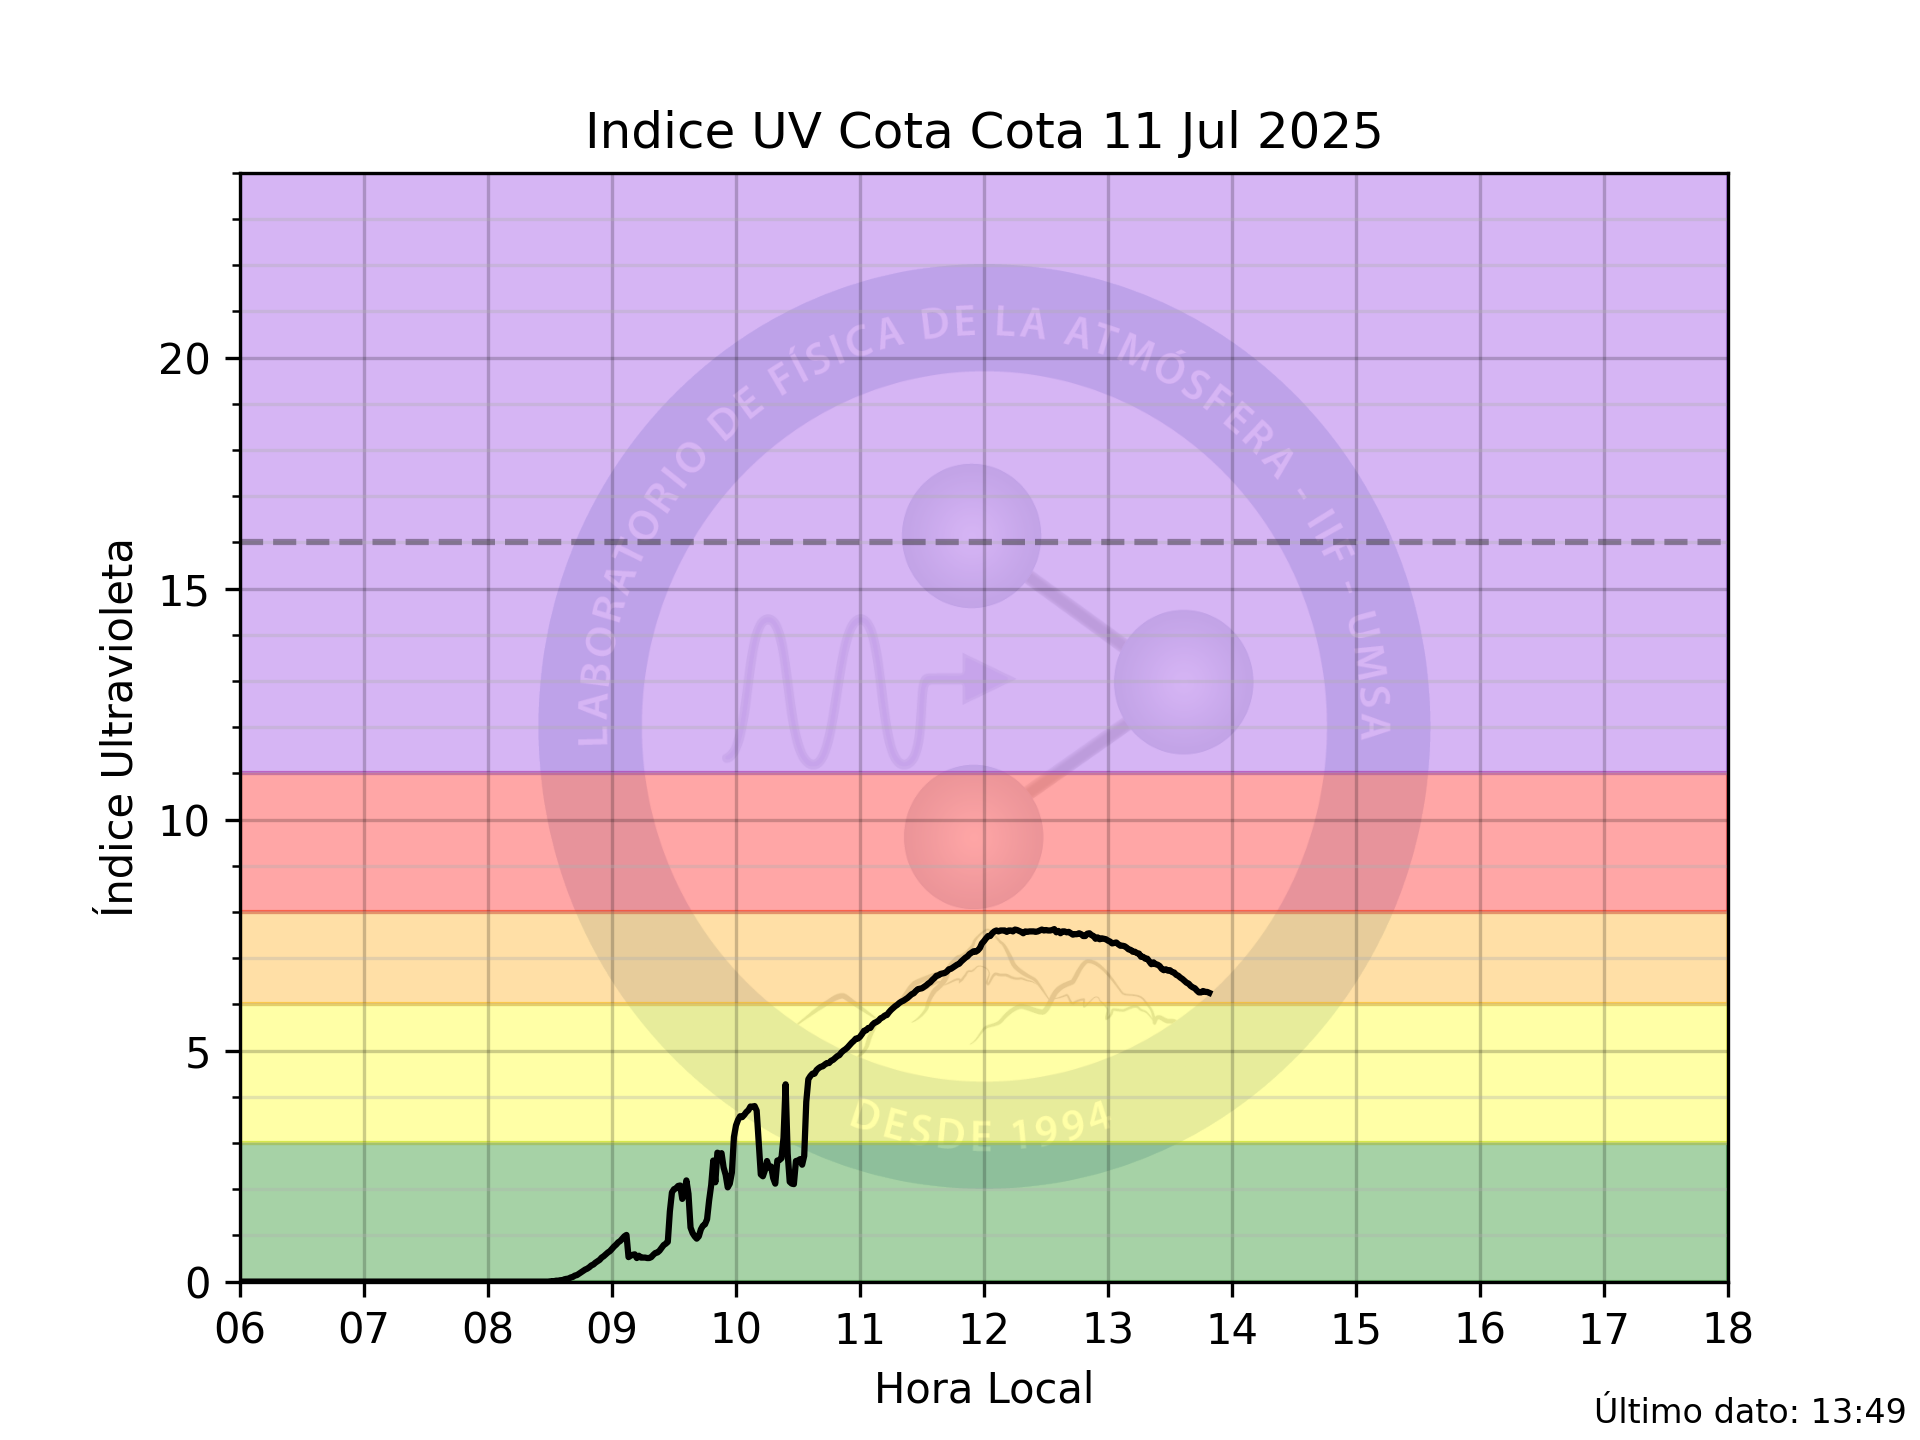 Indice UV Cota Cota 11 Jul 2025
LABORATORIO DE FÍSICA DE LA ATMÓSFERA - IIF - UMSA
DESDE 1994
Índice Ultravioleta
20
15
10
5
0
06 07 08 09 10 11 12 13 14 15 16 17 18
Hora Local
Último dato: 13:49